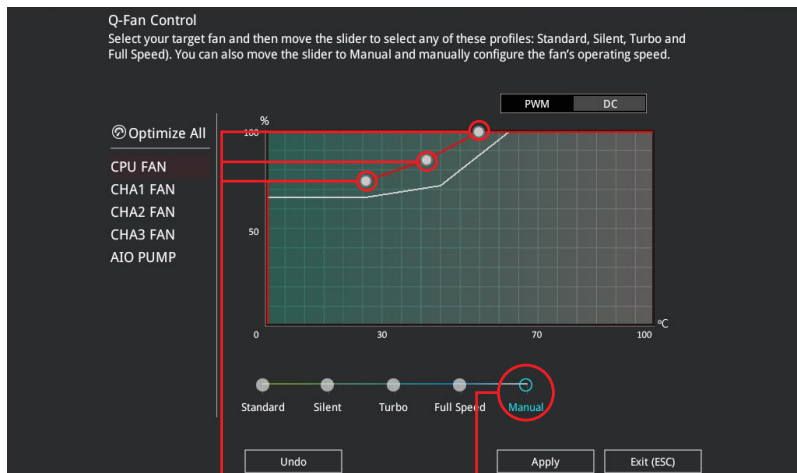 Q-Fan Control
Select your target fan and then move the slider to select any of these profiles: Standard, Silent, Turbo and
Full Speed). You can also move the slider to Manual and manually configure the fan's operating speed.
PWM DC
%
Optimize All
100
CPU FAN
CHA1 FAN
CHA2 FAN
CHA3 FAN
AIO PUMP
50
ºC
0 30 70 100
Standard Silent Turbo Full Speed Manual
Undo Apply Exit (ESC)